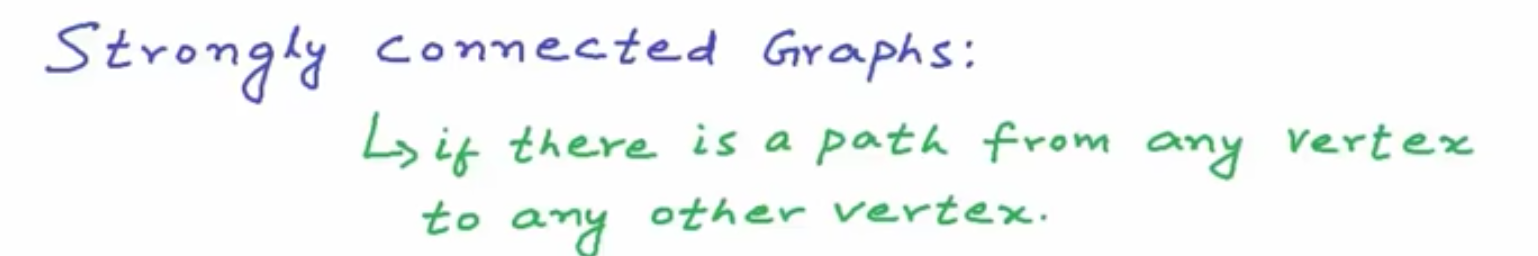 Strongly connected Graphs:
↳ if there is a path from any vertex
to any other vertex.